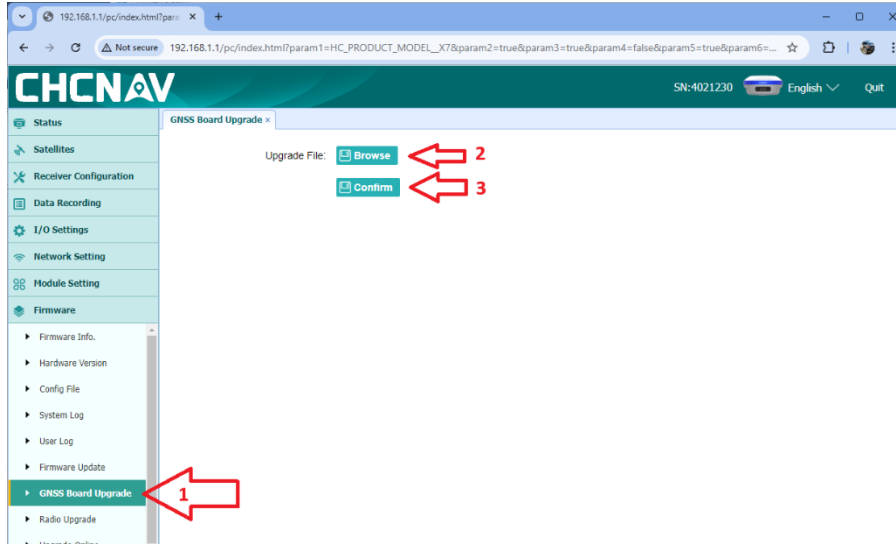 192.168.1.1/pc/index.html?para
Not secure 192.168.1.1/pc/index.html?param1=HC_PRODUCT_MODEL__X7&param2=true&param3=true&param4=false&param5=true&param6=...
CHCNAV
SN:4021230 English Quit
Status
GNSS Board Upgrade ×
Satellites
Upgrade File: Browse 2
Receiver Configuration
Confirm 3
Data Recording
I/O Settings
Network Setting
Module Setting
Firmware
Firmware Info.
Hardware Version
Config File
System Log
User Log
Firmware Update
GNSS Board Upgrade 1
Radio Upgrade
Upgrade Online